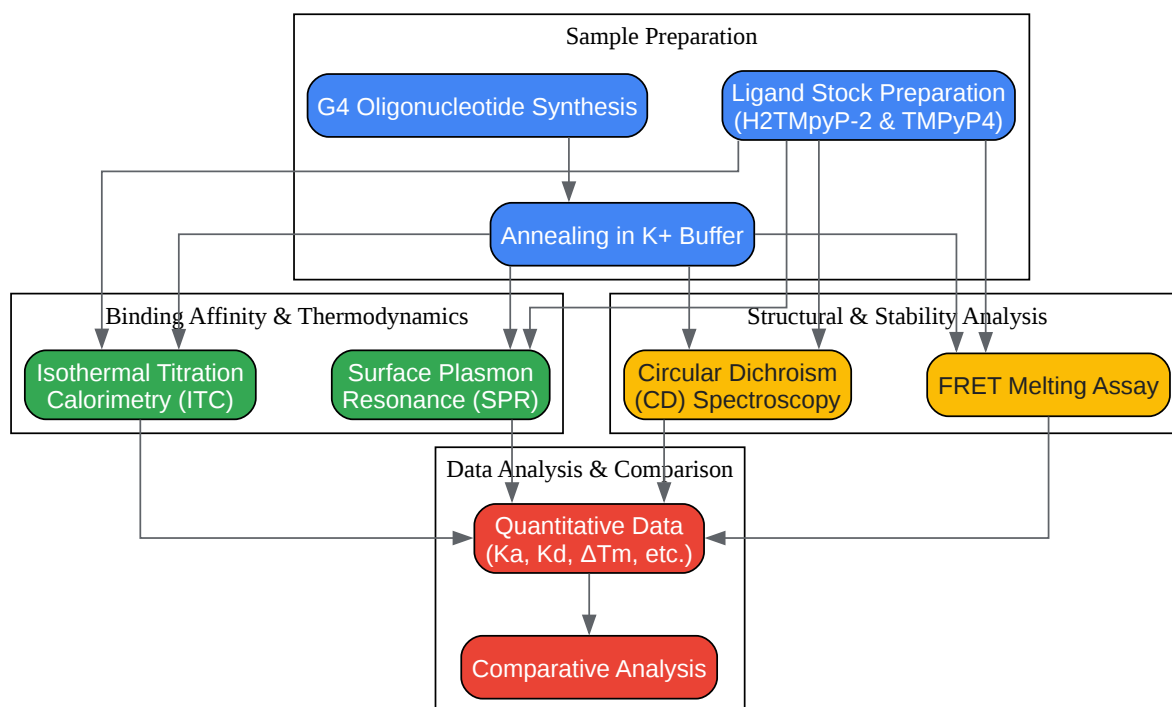 Sample Preparation
G4 Oligonucleotide Synthesis
Ligand Stock Preparation
(H2TMpyP-2 & TMPyP4)
Annealing in K+ Buffer
Binding Affinity & Thermodynamics
Structural & Stability Analysis
Isothermal Titration
Calorimetry (ITC)
Surface Plasmon
Resonance (SPR)
Circular Dichroism
(CD) Spectroscopy
FRET Melting Assay
Data Analysis & Comparison
Quantitative Data
(Ka, Kd, ΔTm, etc.)
Comparative Analysis